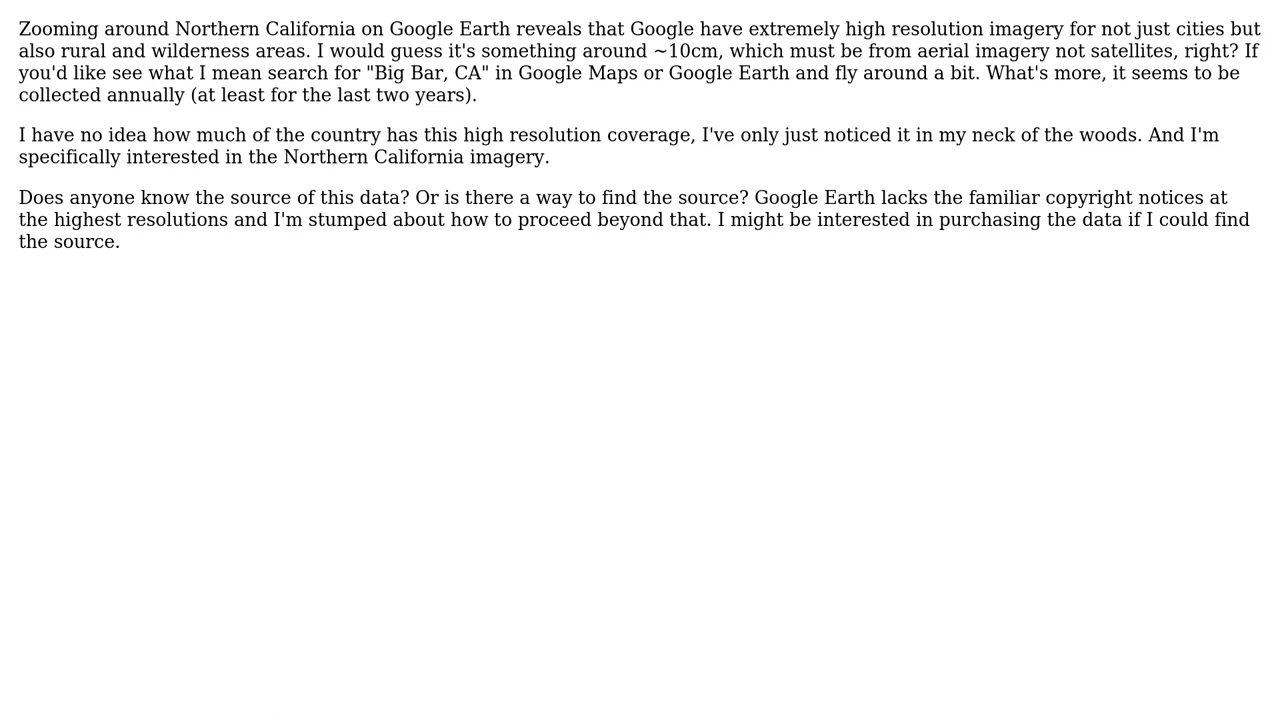 Zooming around Northern California on Google Earth reveals that Google have extremely high resolution imagery for not just cities but
also rural and wilderness areas. I would guess it's something around ~10cm, which must be from aerial imagery not satellites, right? If
you'd like see what I mean search for "Big Bar, CA" in Google Maps or Google Earth and fly around a bit. What's more, it seems to be
collected annually (at least for the last two years).
I have no idea how much of the country has this high resolution coverage, I've only just noticed it in my neck of the woods. And I'm
specifically interested in the Northern California imagery.
Does anyone know the source of this data? Or is there a way to find the source? Google Earth lacks the familiar copyright notices at
the highest resolutions and I'm stumped about how to proceed beyond that. I might be interested in purchasing the data if I could find
the source.